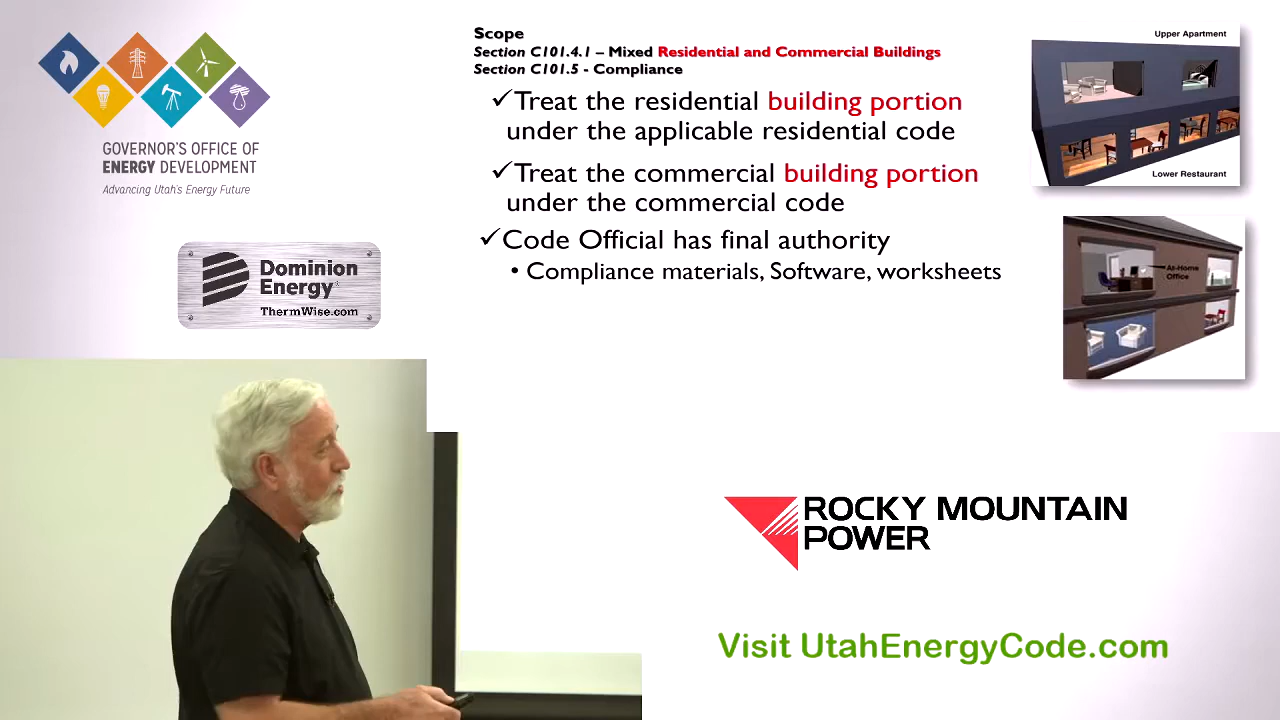 Scope
Section C101.4.1 – Mixed Residential and Commercial Buildings
Section C101.5 - Compliance
✓Treat the residential building portion
under the applicable residential code
✓Treat the commercial building portion
under the commercial code
✓Code Official has final authority
• Compliance materials, Software, worksheets
Upper Apartment
Lower Restaurant
At-Home
Office
GOVERNOR'S OFFICE OF
ENERGY DEVELOPMENT
Advancing Utah's Energy Future
Dominion
Energy®
ThermWise.com
ROCKY MOUNTAIN
POWER
Visit UtahEnergyCode.com